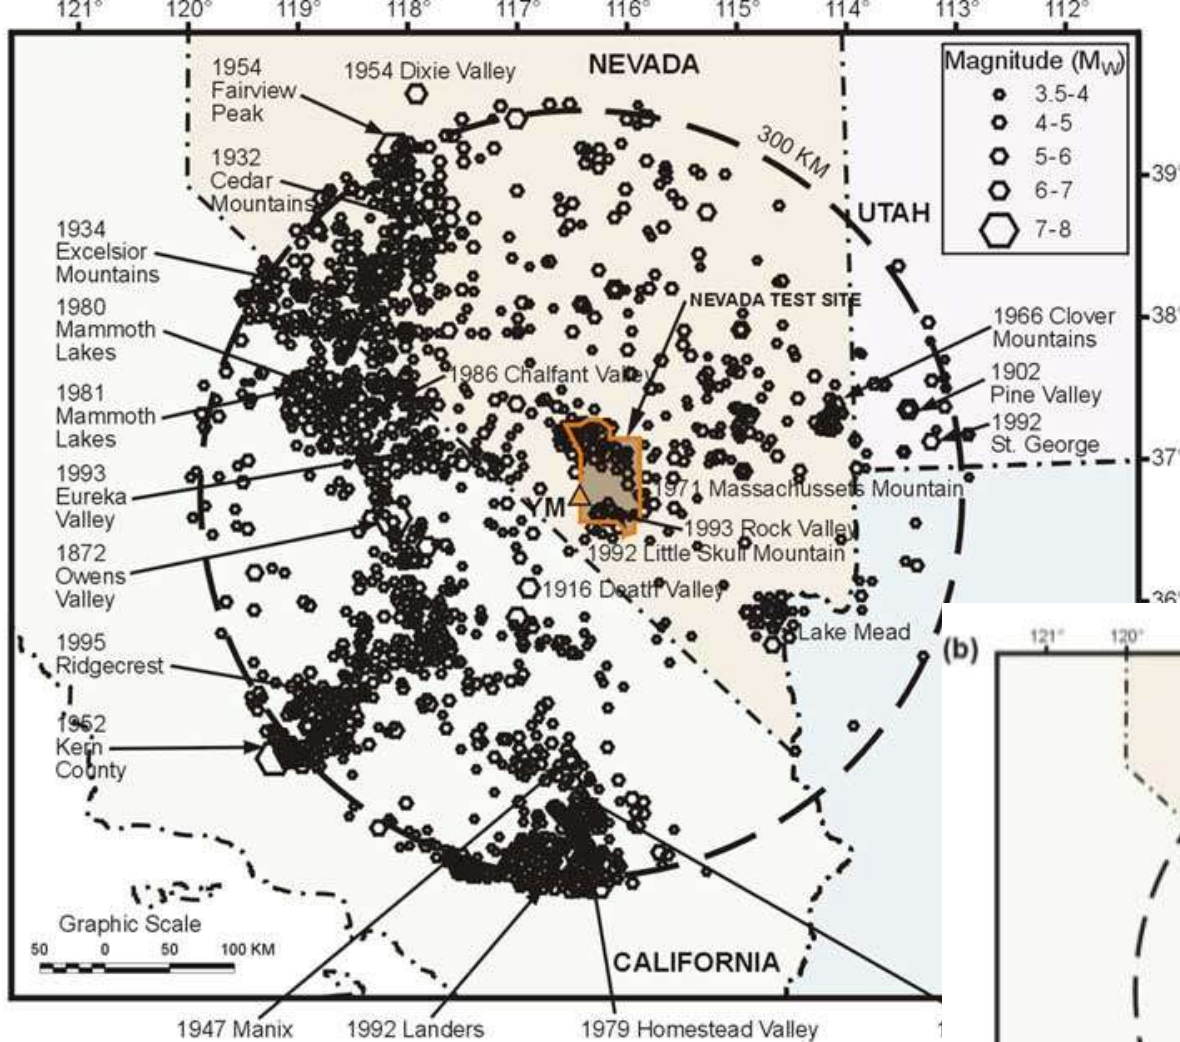 121° 120° 119° 118° 117° 116° 115° 114° 113° 112°
NEVADA
Magnitude (Mw)
3.5-4
4-5
5-6
6-7
7-8
1954
Fairview
Peak
1954 Dixie Valley
300 KM
39°
1932
Cedar
Mountains
UTAH
1934
Excelsior
Mountains
NEVADA TEST SITE
1980
Mammoth
Lakes
38°
1966 Clover
Mountains
1986 Chalfant Valley
1902
Pine Valley
1981
Mammoth
Lakes
1992
St. George
37°
1993
Eureka
Valley
1971 Massachussets Mountain
YM
1993 Rock Valley
1992 Little Skull Mountain
1872
Owens
Valley
1916 Death Valley
36°
Lake Mead
1995
Ridgecrest
(b)
121° 120°
1952
Kern
County
Graphic Scale
50 0 50 100 KM
CALIFORNIA
1947 Manix
1992 Landers
1979 Homestead Valley